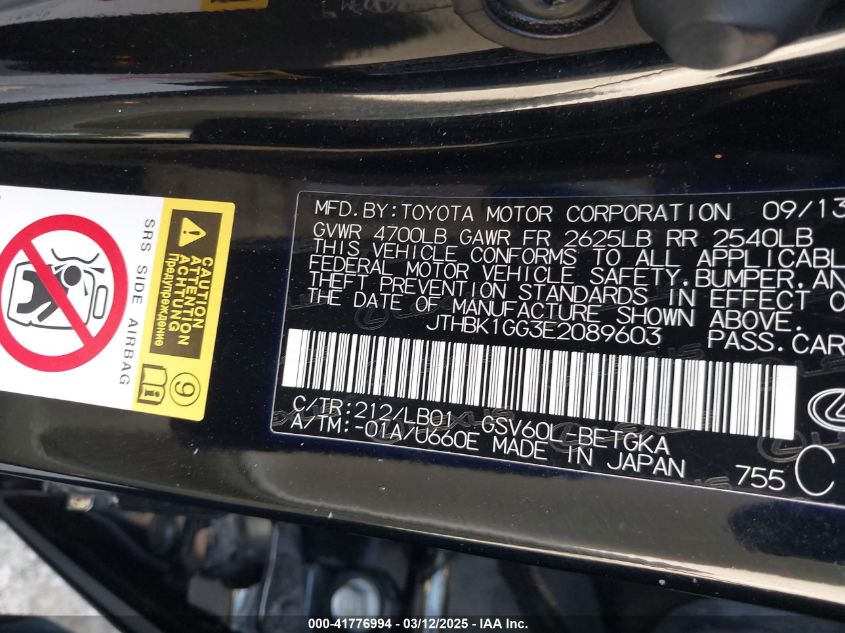 MFD.BY:TOYOTA MOTOR CORPORATION 09/13
GVWR 4700LB GAWR FR 2625LB RR 2540LB
THIS VEHICLE CONFORMS TO ALL APPLICABL
FEDERAL MOTOR VEHICLE SAFETY.BUMPER.AN
THEFT PREVENTION STANDARDS IN EFFECT O
THE DATE OF MANUFACTURE SHOWN ABOVE.
JTHBK1GG3E2089603 PASS.CAR
C/TR:212/LB01 GSV60L-BETGKA
A/TM:-01A/U660E MADE IN JAPAN 755 C
SRS SIDE AIRBAG
CAUTION
ATTENTION
ACHTUNG
Предупреждение
9
000-41776994 - 03/12/2025 - IAA Inc.